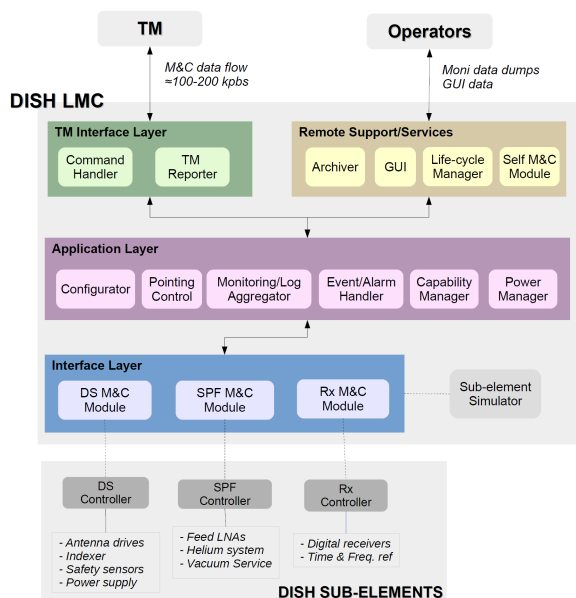 TM
Operators
M&C data flow
≈100-200 kpbs
Moni data dumps
GUI data
DISH LMC
TM Interface Layer
Command
Handler
TM
Reporter
Remote Support/Services
Archiver
GUI
Life-cycle
Manager
Self M&C
Module
Application Layer
Configurator
Pointing
Control
Monitoring/Log
Aggregator
Event/Alarm
Handler
Capability
Manager
Power
Manager
Interface Layer
DS M&C
Module
SPF M&C
Module
Rx M&C
Module
Sub-element
Simulator
DS
Controller
SPF
Controller
Rx
Controller
- Antenna drives
- Indexer
- Safety sensors
- Power supply
- Feed LNAs
- Helium system
- Vacuum Service
- Digital receivers
- Time & Freq. ref
DISH SUB-ELEMENTS